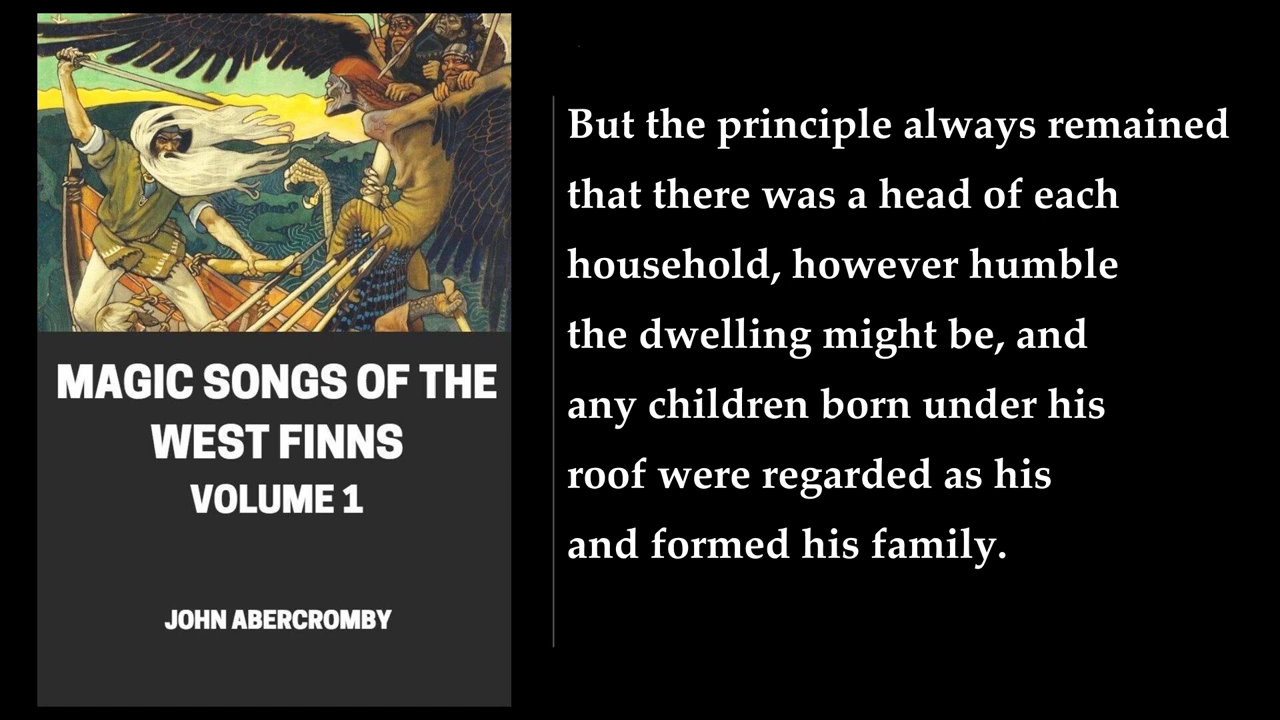 MAGIC SONGS OF THE
WEST FINNS
VOLUME 1
JOHN ABERCROMBY
But the principle always remained
that there was a head of each
household, however humble
the dwelling might be, and
any children born under his
roof were regarded as his
and formed his family.